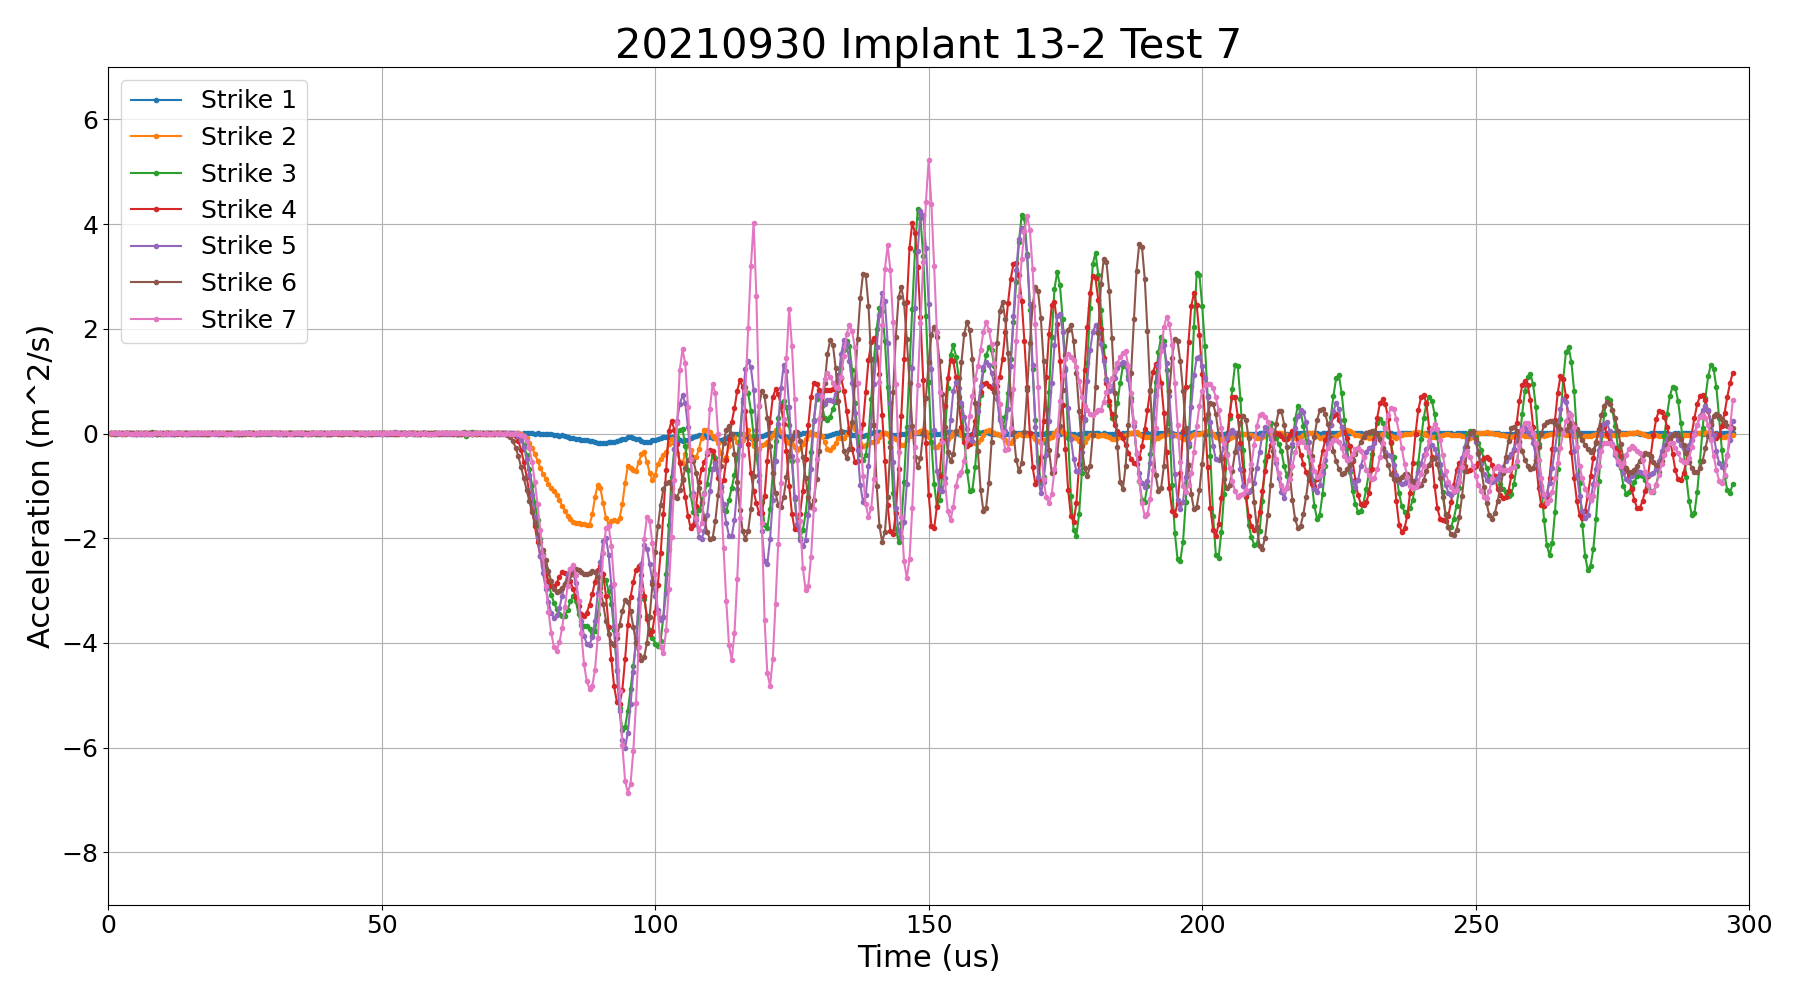 20210930 Implant 13-2 Test 7
Strike 1
Strike 2
Strike 3
Strike 4
Strike 5
Strike 6
Strike 7
Acceleration (m^2/s)
6
4
2
0
−2
−4
−6
−8
0 50 100 150 200 250 300
Time (us)